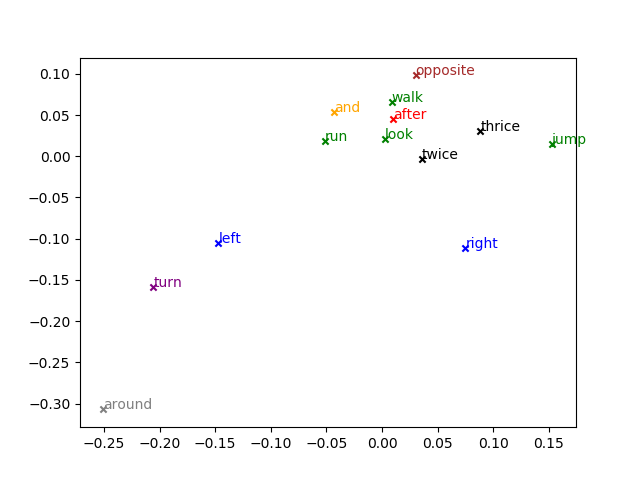 opposite
0.10
walk
and
after
0.05
thrice
run
look
jump
twice
0.00
−0.05
left
right
−0.10
turn
−0.15
−0.20
−0.25
around
−0.30
−0.25 −0.20 −0.15 −0.10 −0.05 0.00 0.05 0.10 0.15